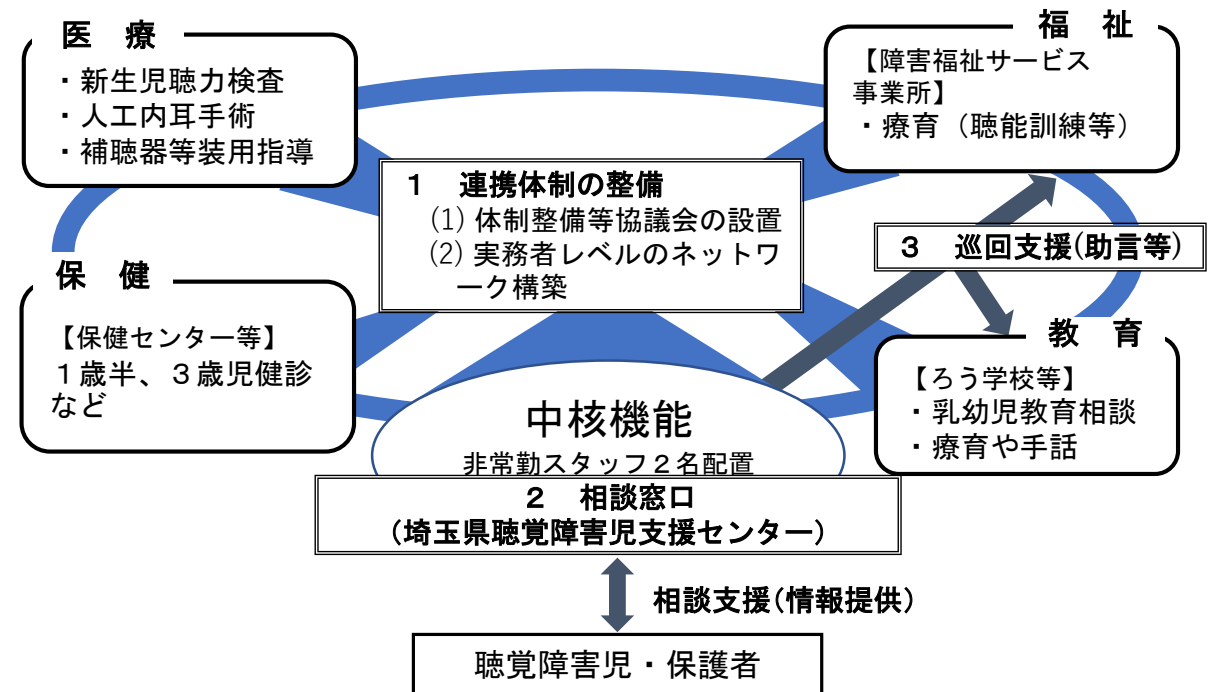 医　療
・新生児聴力検査
・人工内耳手術
・補聴器等装用指導
福　祉
【障害福祉サービス
事業所】
・療育（聴能訓練等）
１　連携体制の整備
(1) 体制整備等協議会の設置
(2) 実務者レベルのネットワ
ーク構築
３　巡回支援(助言等)
保　健
【保健センター等】
１歳半、３歳児健診
など
教　育
【ろう学校等】
・乳幼児教育相談
・療育や手話
中核機能
非常勤スタッフ２名配置
２　相談窓口
（埼玉県聴覚障害児支援センター）
相談支援（情報提供）
聴覚障害児・保護者